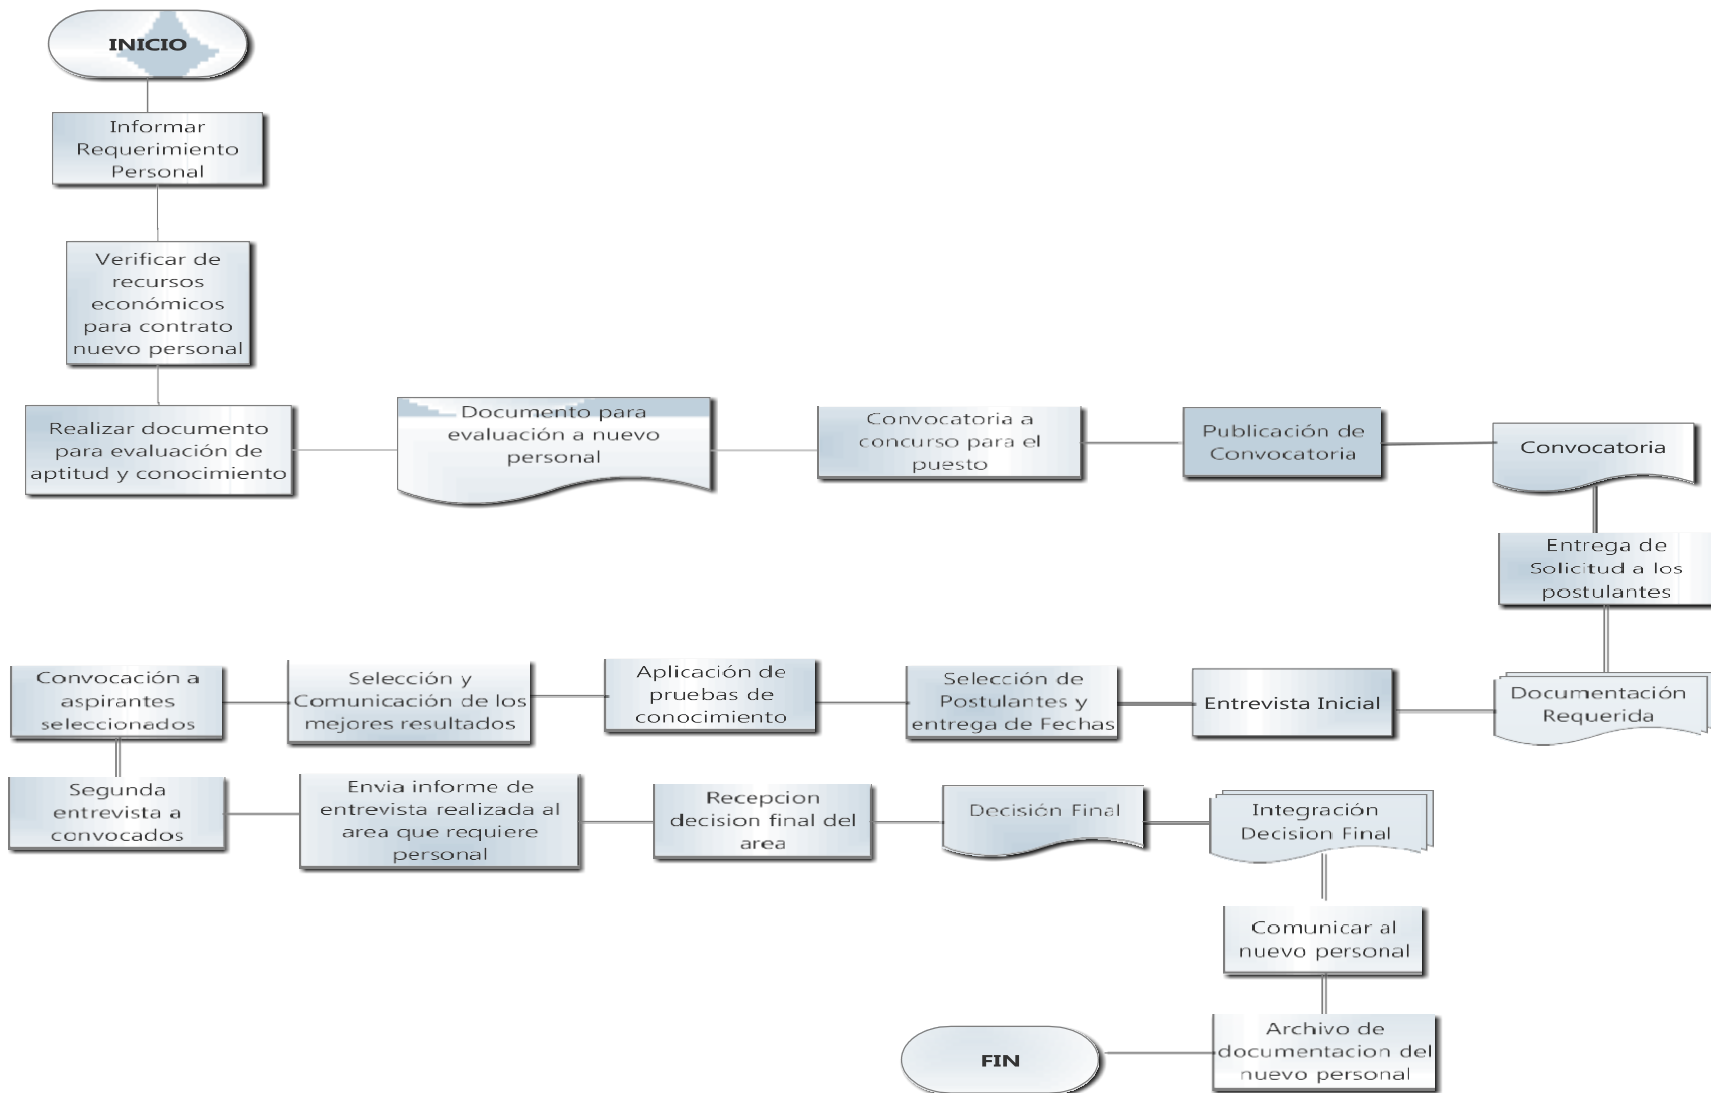 INICIO
Informar
Requerimiento
Personal
Verificar de
recursos
económicos
para contrato
nuevo personal
Realizar documento
para evaluación de
aptitud y conocimiento
Documento para
evaluación a nuevo
personal
Convocatoria a
concurso para el
puesto
Publicación de
Convocatoria
Convocatoria
Entrega de
Solicitud a los
postulantes
Documentación
Requerida
Entrevista Inicial
Selección de
Postulantes y
entrega de Fechas
Aplicación de
pruebas de
conocimiento
Selección y
Comunicación de los
mejores resultados
Convocación a
aspirantes
seleccionados
Segunda
entrevista a
convocados
Envia informe de
entrevista realizada al
area que requiere
personal
Recepcion
decision final del
area
Decisión Final
Integración
Decision Final
Comunicar al
nuevo personal
Archivo de
documentacion del
nuevo personal
FIN